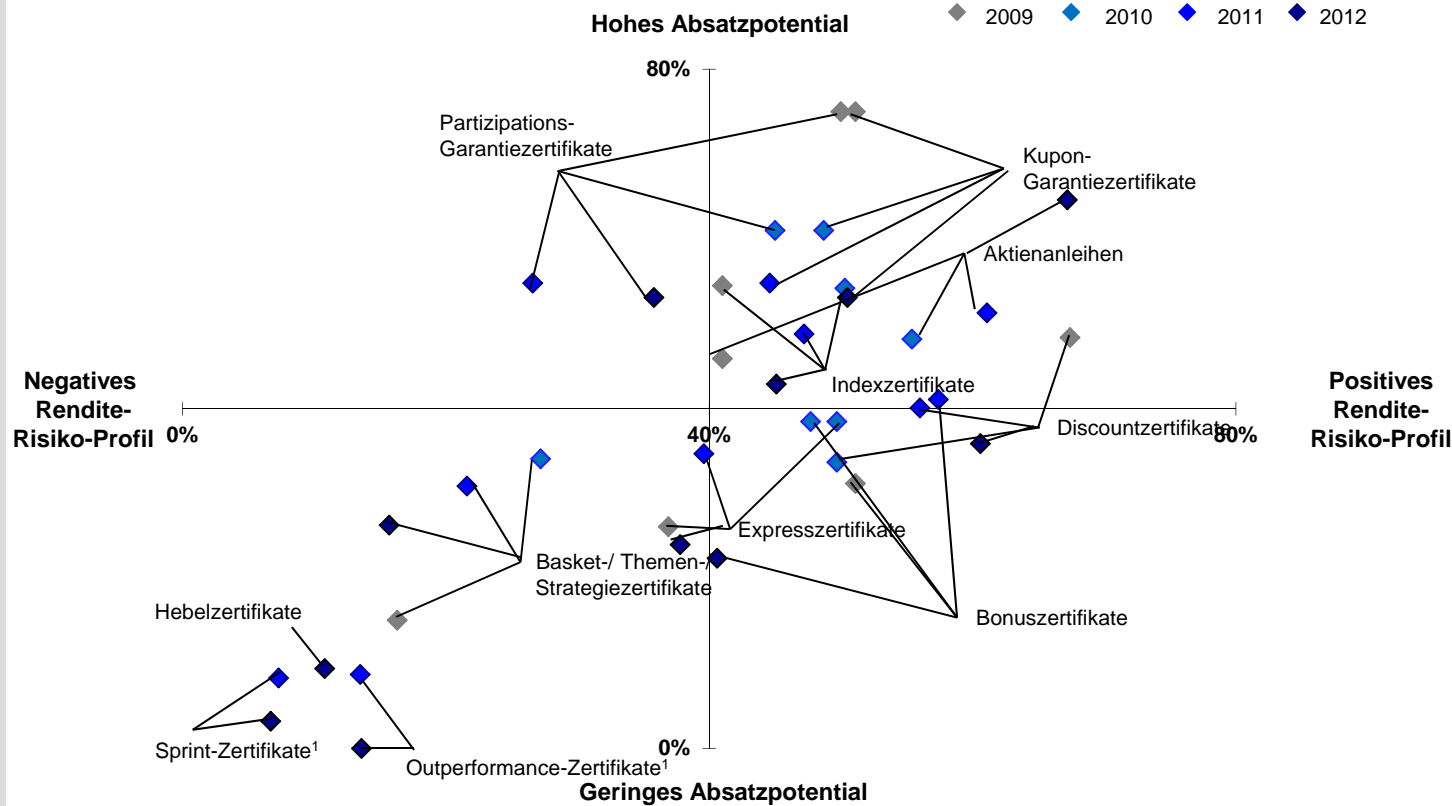 2009 2010 2011 2012
Hohes Absatzpotential
80%
Partizipations-
Garantiezertifikate
Kupon-
Garantiezertifikate
Aktienanleihen
Indexzertifikate
Negatives
Rendite-
Risiko-Profil
Positives
Rendite-
Risiko-Profil
0%
40%
80%
Discountzertifikate
Expresszertifikate
Basket-/ Themen-/
Strategiezertifikate
Hebelzertifikate
Bonuszertifikate
Sprint-Zertifikate¹
0%
Outperformance-Zertifikate¹
Geringes Absatzpotential